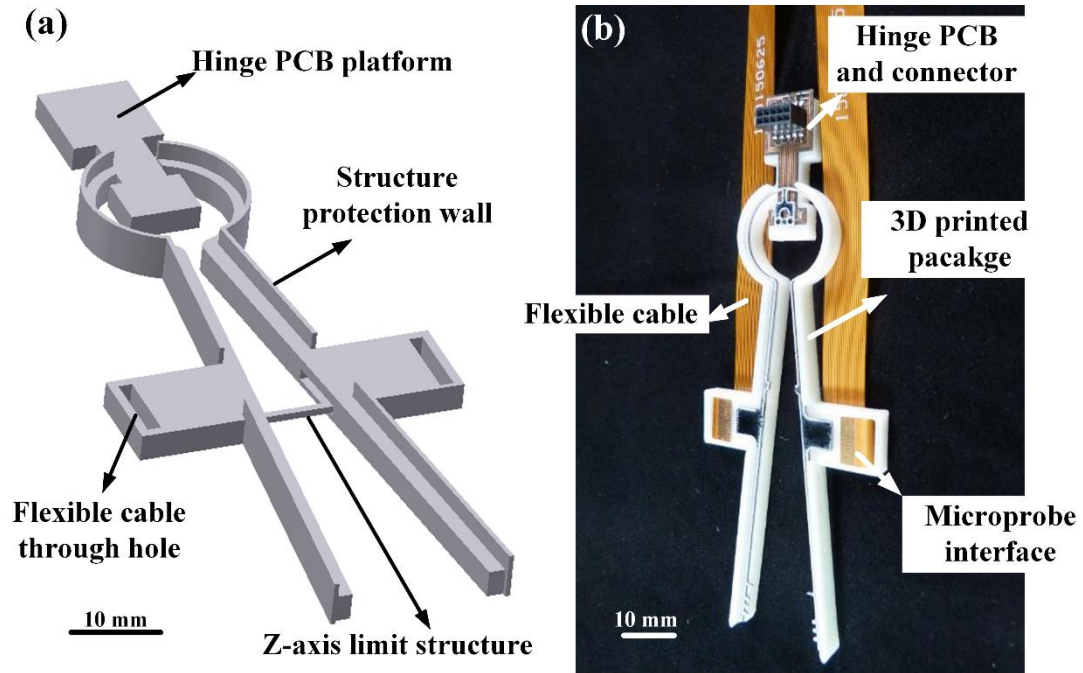 (a)
Hinge PCB platform
Structure
protection wall
Flexible cable
through hole
Z-axis limit structure
10 mm
(b)
Hinge PCB
and connector
150625
3D printed
pacakge
Flexible cable
Microprobe
interface
10 mm